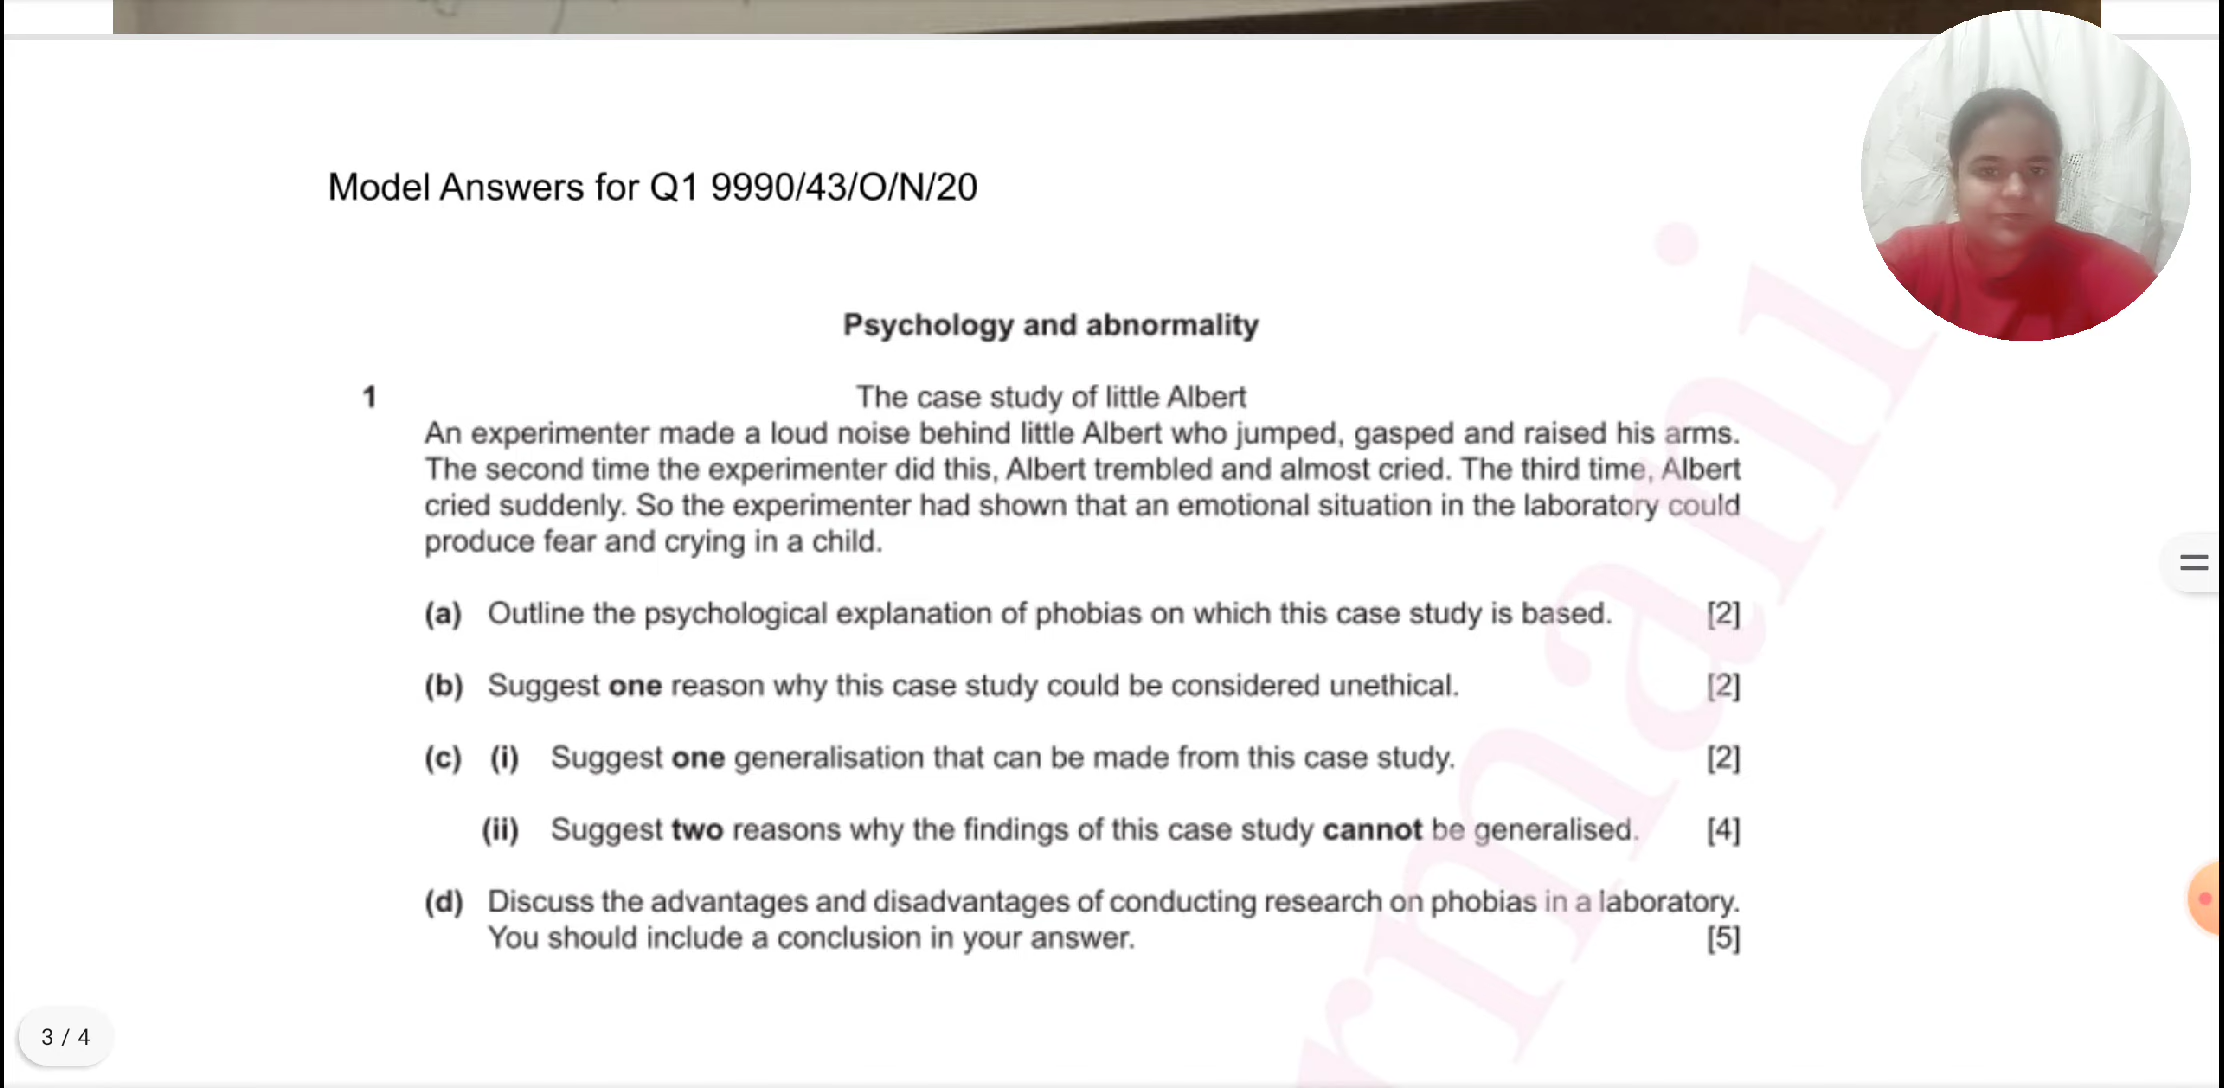 Model Answers for Q1 9990/43/O/N/20
Psychology and abnormality
1 The case study of little Albert
An experimenter made a loud noise behind little Albert who jumped, gasped and raised his arms.
The second time the experimenter did this, Albert trembled and almost cried. The third time, Albert
cried suddenly. So the experimenter had shown that an emotional situation in the laboratory could
produce fear and crying in a child.
(a) Outline the psychological explanation of phobias on which this case study is based. [2]
(b) Suggest one reason why this case study could be considered unethical. [2]
(c) (i) Suggest one generalisation that can be made from this case study. [2]
(ii) Suggest two reasons why the findings of this case study cannot be generalised. [4]
(d) Discuss the advantages and disadvantages of conducting research on phobias in a laboratory.
You should include a conclusion in your answer. [5]
3 / 4
rmani